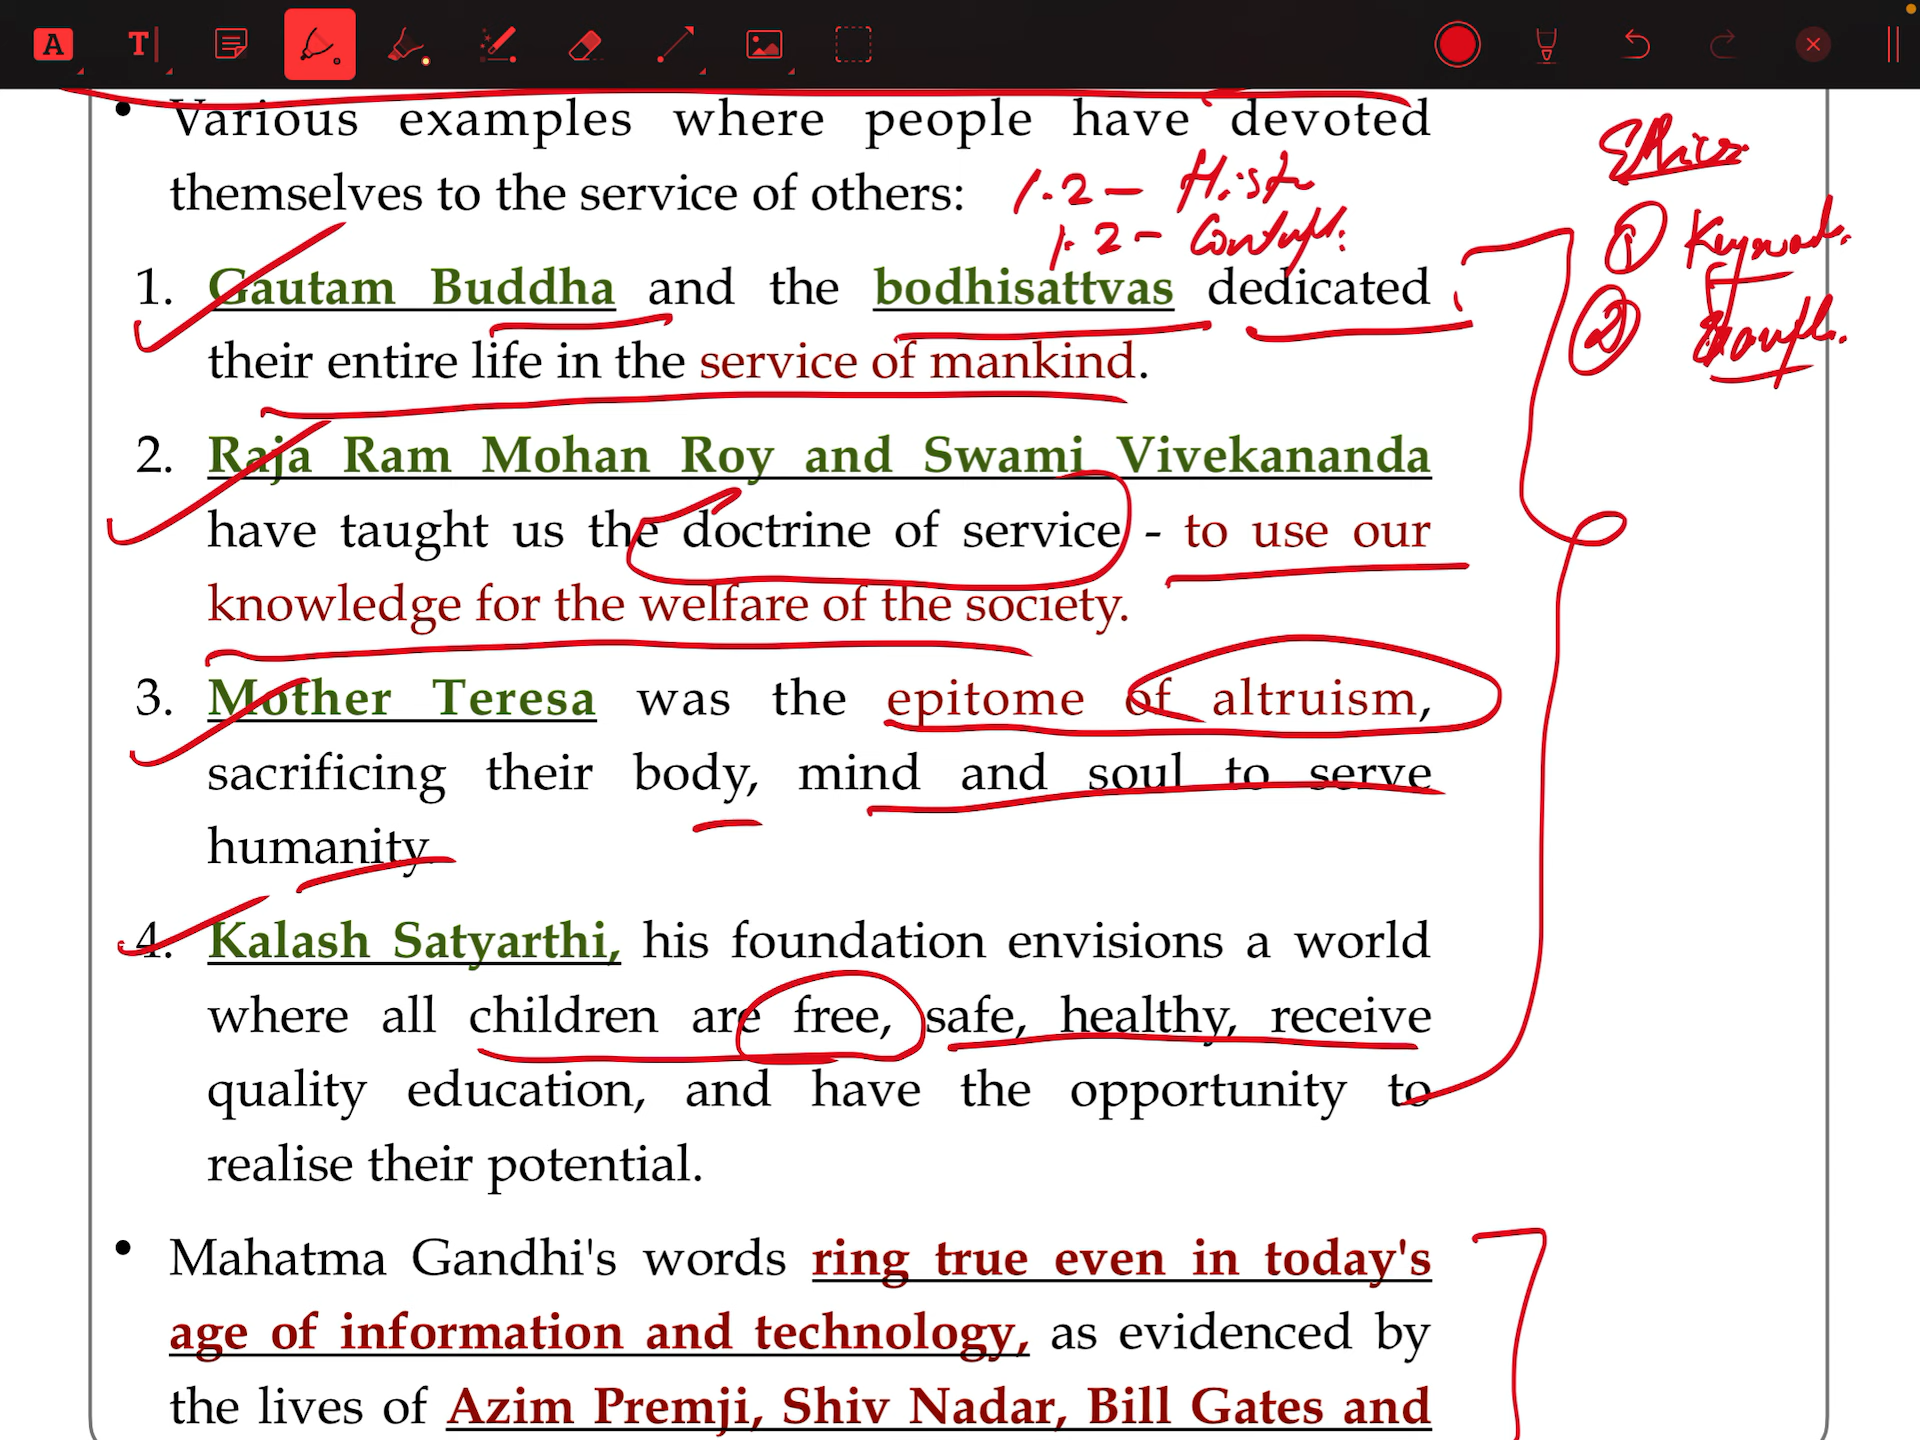 • Various examples where people have devoted
themselves to the service of others:
1.2 - Hist
1.2 -
Ethics
① Keywords.
②
1. Gautam Buddha and the bodhisattvas dedicated
their entire life in the service of mankind.
2. Raja Ram Mohan Roy and Swami Vivekananda
have taught us the doctrine of service - to use our
knowledge for the welfare of the society.
3. Mother Teresa was the epitome of altruism,
sacrificing their body, mind and soul to serve
humanity.
4. Kalash Satyarthi, his foundation envisions a world
where all children are free, safe, healthy, receive
quality education, and have the opportunity to
realise their potential.
• Mahatma Gandhi's words ring true even in today's
age of information and technology, as evidenced by
the lives of Azim Premji, Shiv Nadar, Bill Gates and